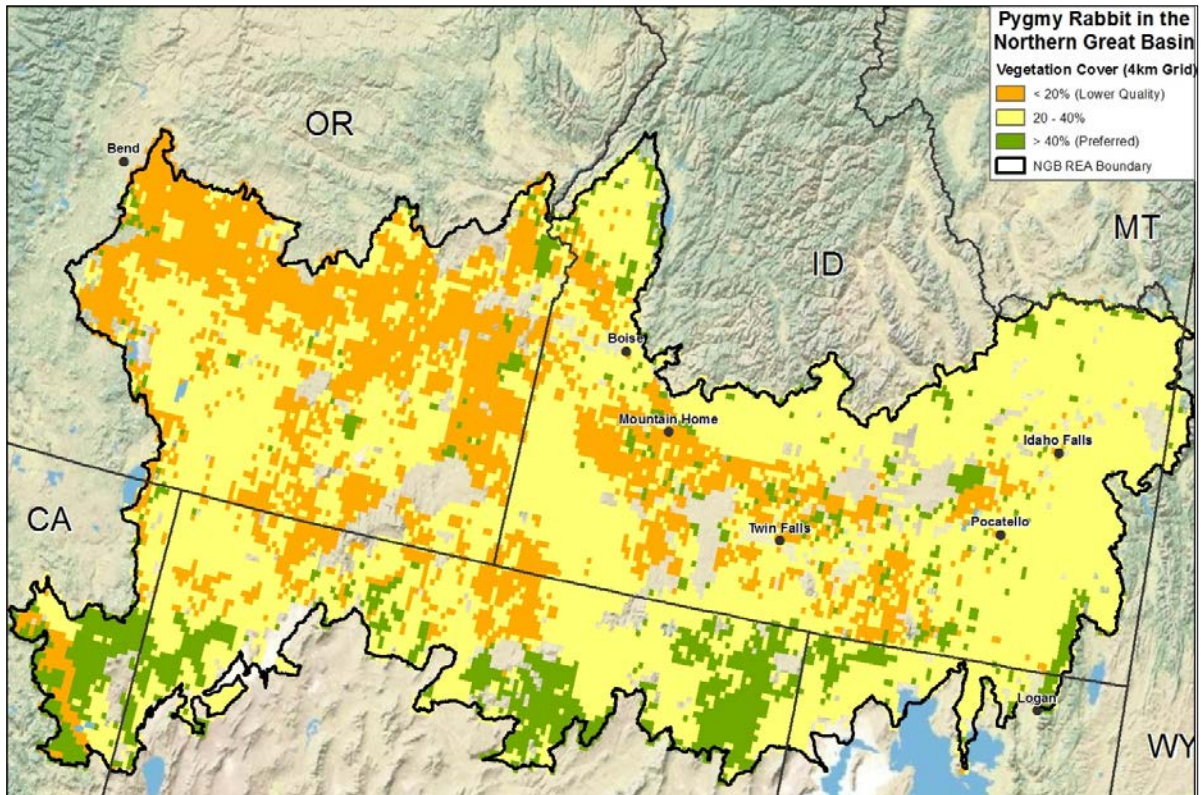 Pygmy Rabbit in the
Northern Great Basin
Vegetation Cover (4km Grid)
< 20% (Lower Quality)
20 - 40%
> 40% (Preferred)
NGB REA Boundary
OR
Bend
MT
ID
Boise
Mountain Home
Idaho Falls
CA
Twin Falls
Pocatello
Logan
WY